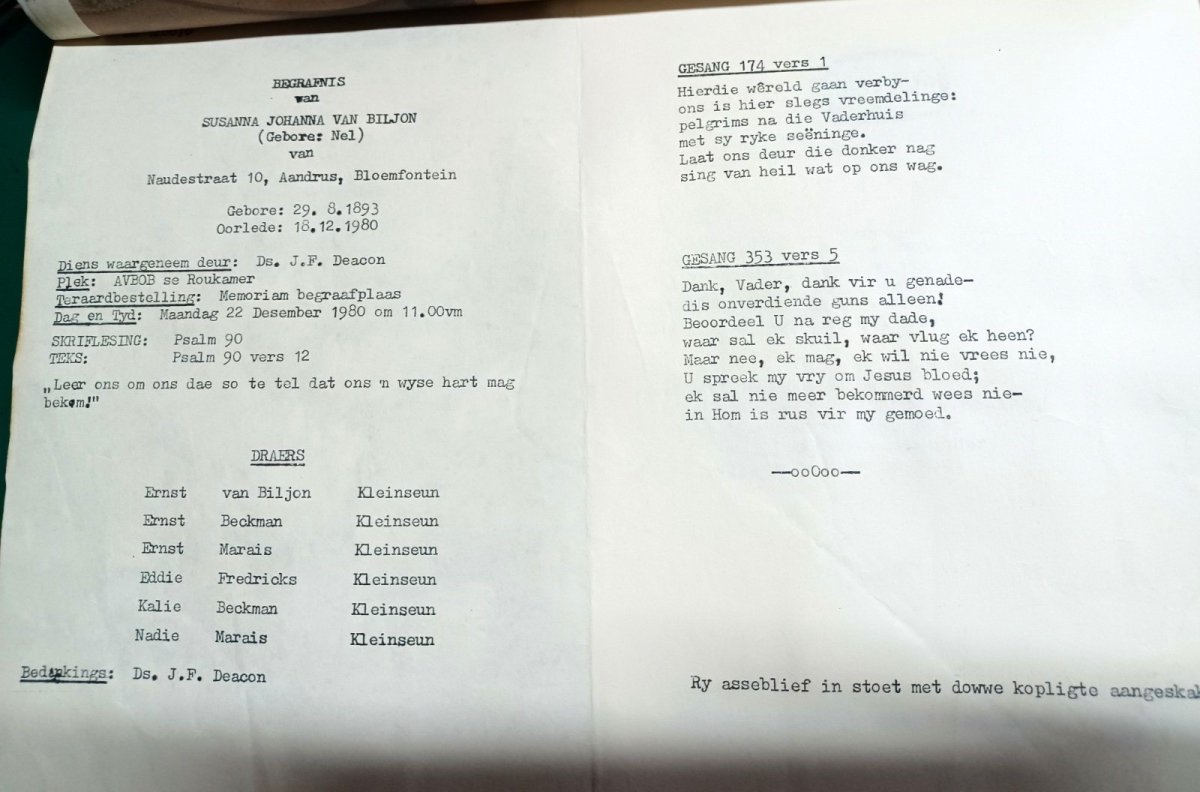 BEGRAFNIS
van
SUSANNA JOHANNA VAN BILJON
(Gebore: Nel)
van
Naudestraat 10, Aandrus, Bloemfontein
Gebore: 29. 8.1893
Oorlede: 18.12.1980
Diens waargeneem deur: Ds. J.F. Deacon
Plek: AVBOB se Roukamer
Teraardbestelling: Memoriam begraafplaas
Dag en Tyd: Maandag 22 Desember 1980 om 11.00vm
SKRIFLESING: Psalm 90
TEKS: Psalm 90 vers 12
„Leer ons om ons dae so te tel dat ons 'n wyse hart mag
bekom!"
DRAERS
Ernst van Biljon Kleinseun
Ernst Beckman Kleinseun
Ernst Marais Kleinseun
Eddie Fredricks Kleinseun
Kalie Beckman Kleinseun
Nadie Marais Kleinseun
Bedankings: Ds. J.F. Deacon
GESANG 174 vers 1
Hierdie wêreld gaan verby-
ons is hier slegs vreemdelinge:
pelgrims na die Vaderhuis
met sy ryke seëninge.
Laat ons deur die donker nag
sing van heil wat op ons wag.
GESANG 353 vers 5
Dank, Vader, dank vir u genade-
dis onverdiende guns alleen!
Beoordeel U na reg my dade,
waar sal ek skuil, waar vlug ek heen?
Maar nee, ek mag, ek wil nie vrees nie,
U spreek my vry om Jesus bloed;
ek sal nie meer bekommerd wees nie-
in Hom is rus vir my gemoed.
—ooOoo—
Ry asseblief in stoet met dowwe kopligte aangeska